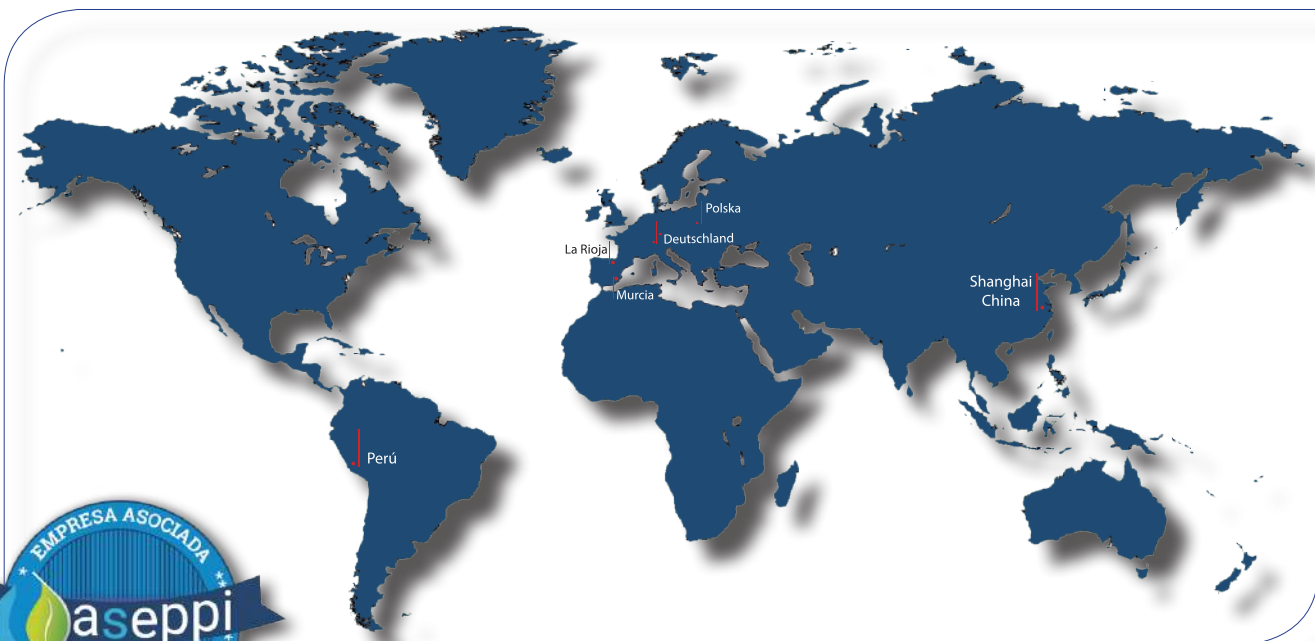 Polska
Deutschland
La Rioja
Murcia
Shanghai
China
Perú
EMPRESA ASOCIADA
aseppi